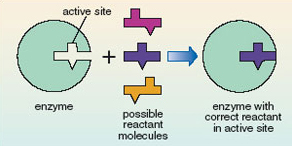 active site
+
enzyme
possible
reactant
molecules
enzyme with
correct reactant
in active site